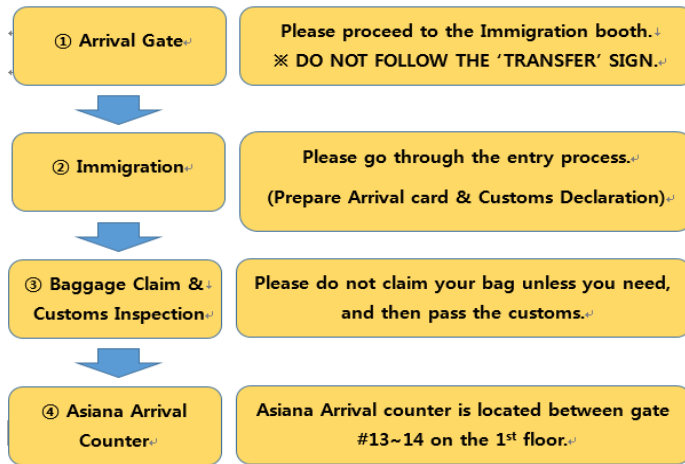 ① Arrival Gate
Please proceed to the Immigration booth.
※ DO NOT FOLLOW THE ‘TRANSFER’ SIGN.
② Immigration
Please go through the entry process.
(Prepare Arrival card & Customs Declaration)
③ Baggage Claim &
Customs Inspection
Please do not claim your bag unless you need,
and then pass the customs.
④ Asiana Arrival
Counter
Asiana Arrival counter is located between gate
#13~14 on the 1st floor.